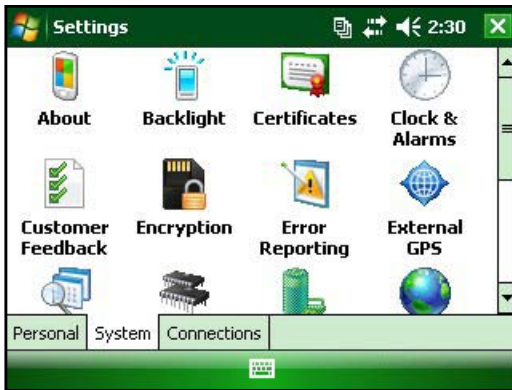 Settings 2:30
About Backlight Certificates Clock & Alarms
Customer Feedback Encryption Error Reporting External GPS
Personal System Connections